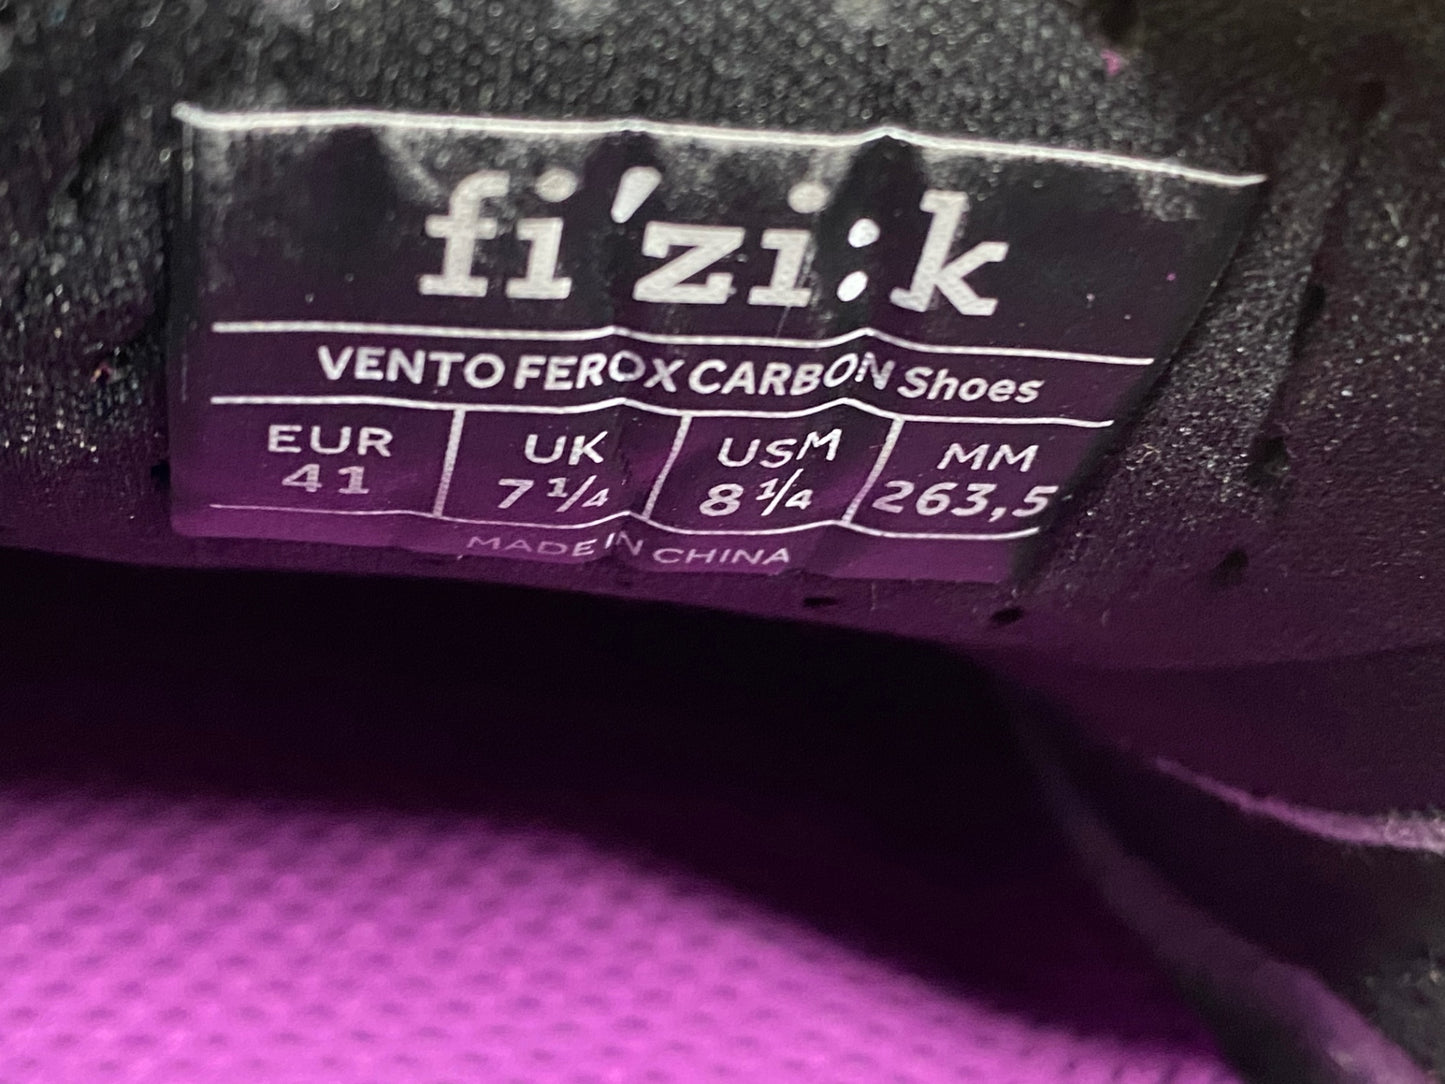 fi'zi:k
VENTO FEROX CARBON Shoes
EUR UK USM MM
41 7 1/4 8 1/4 263,5
MADE IN CHINA